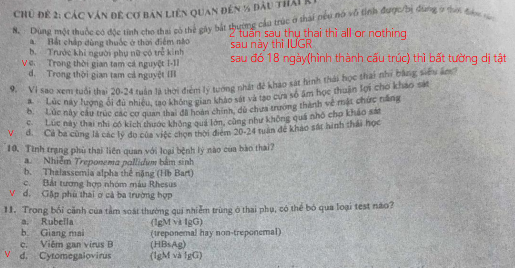 CHỦ ĐỀ 2: CÁC VẤN ĐỀ CƠ BẢN LIÊN QUAN ĐẾN ½ ĐẦU THAI KỲ
8. Dùng một thuốc có độc tính cho thai có thể gây bất thường cấu trúc ở thai nếu nó vô tình được/bị dùng ở thời điểm
2 tuần sau thụ thai thì all or nothing
a. Bất chấp dùng thuốc ở thời điểm nào
sau này thì IUGR
b. Trước khi người phụ nữ có trễ kinh
v c. Trong thời gian tam cá nguyệt I-II
sau đó 18 ngày(hình thành cấu trúc) thì bất tường dị tật
d. Trong thời gian tam cá nguyệt III
9. Vì sao xem tuổi thai 20-24 tuần là thời điểm lý tưởng nhất để khảo sát hình thái học thai nhi bằng siêu âm?
a. Lúc này lượng ối đủ nhiều, tạo không gian khảo sát và tạo cửa sổ âm học thuận lợi cho khảo sát
b. Lúc này cấu trúc các cơ quan thai đã hoàn chỉnh, dù chưa trưởng thành về mặt chức năng
c. Lúc này thai nhi có kích thước không quá lớn, cũng như không quá nhỏ cho khảo sát
v d. Cả ba cùng là các lý do của việc chọn thời điểm 20-24 tuần để khảo sát hình thái học
10. Tình trạng phù thai liên quan với loại bệnh lý nào của bào thai?
a. Nhiễm Treponema pallidum bẩm sinh
b. Thalassemia alpha thể nặng (Hb Bart)
c. Bất tương hợp nhóm máu Rhesus
v d. Gặp phù thai ở cả ba trường hợp
11. Trong bối cảnh của tầm soát thường qui nhiễm trùng ở thai phụ, có thể bỏ qua loại test nào?
a. Rubella (IgM và IgG)
b. Giang mai (treponemal hay non-treponemal)
c. Viêm gan virus B (HBsAg)
v d. Cytomegalovirus (IgM và IgG)